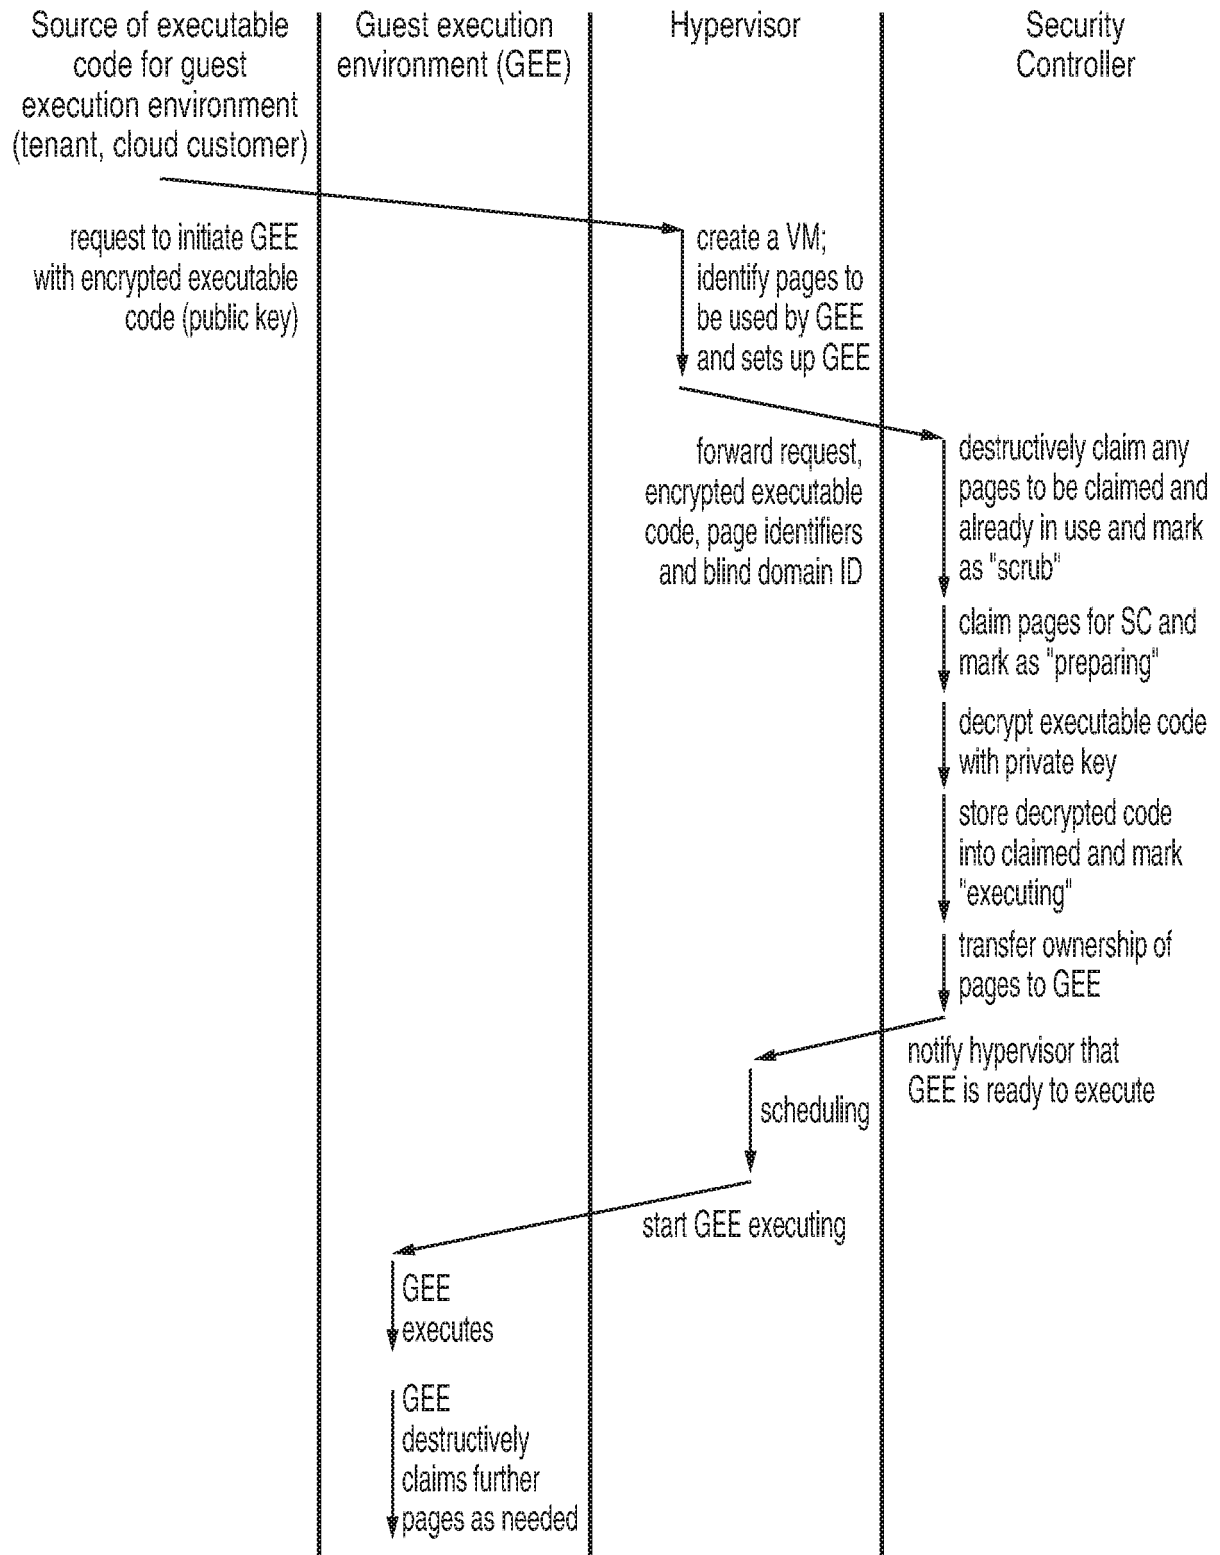 Source of executable
code for guest
execution environment
(tenant, cloud customer)
Guest execution
environment (GEE)
Hypervisor
Security
Controller
request to initiate GEE
with encrypted executable
code (public key)
create a VM;
identify pages to
be used by GEE
and sets up GEE
forward request,
encrypted executable
code, page identifiers
and blind domain ID
destructively claim any
pages to be claimed and
already in use and mark
as "scrub"
claim pages for SC and
mark as "preparing"
decrypt executable code
with private key
store decrypted code
into claimed and mark
"executing"
transfer ownership of
pages to GEE
notify hypervisor that
GEE is ready to execute
scheduling
start GEE executing
GEE
executes
GEE
destructively
claims further
pages as needed